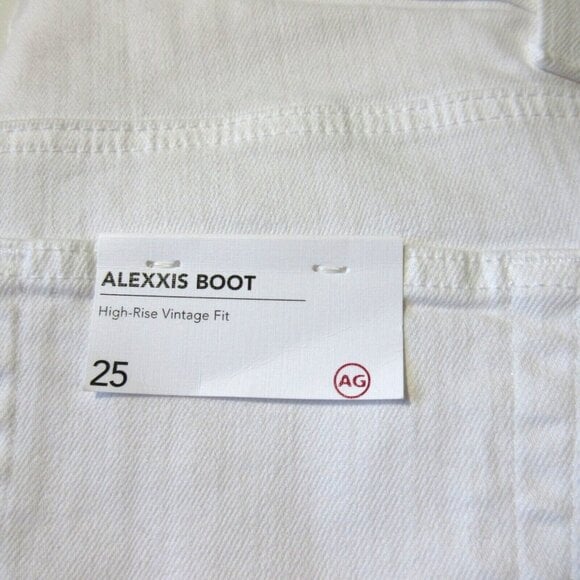 ALEXXIS BOOT
High-Rise Vintage Fit
25
AG